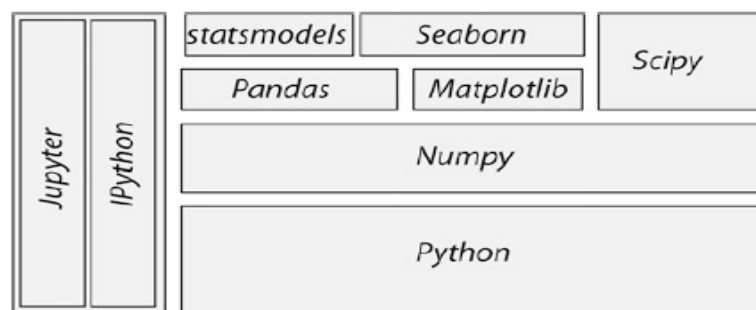 Jupyter
IPython
statsmodels
Seaborn
Scipy
Pandas
Matplotlib
Numpy
Python